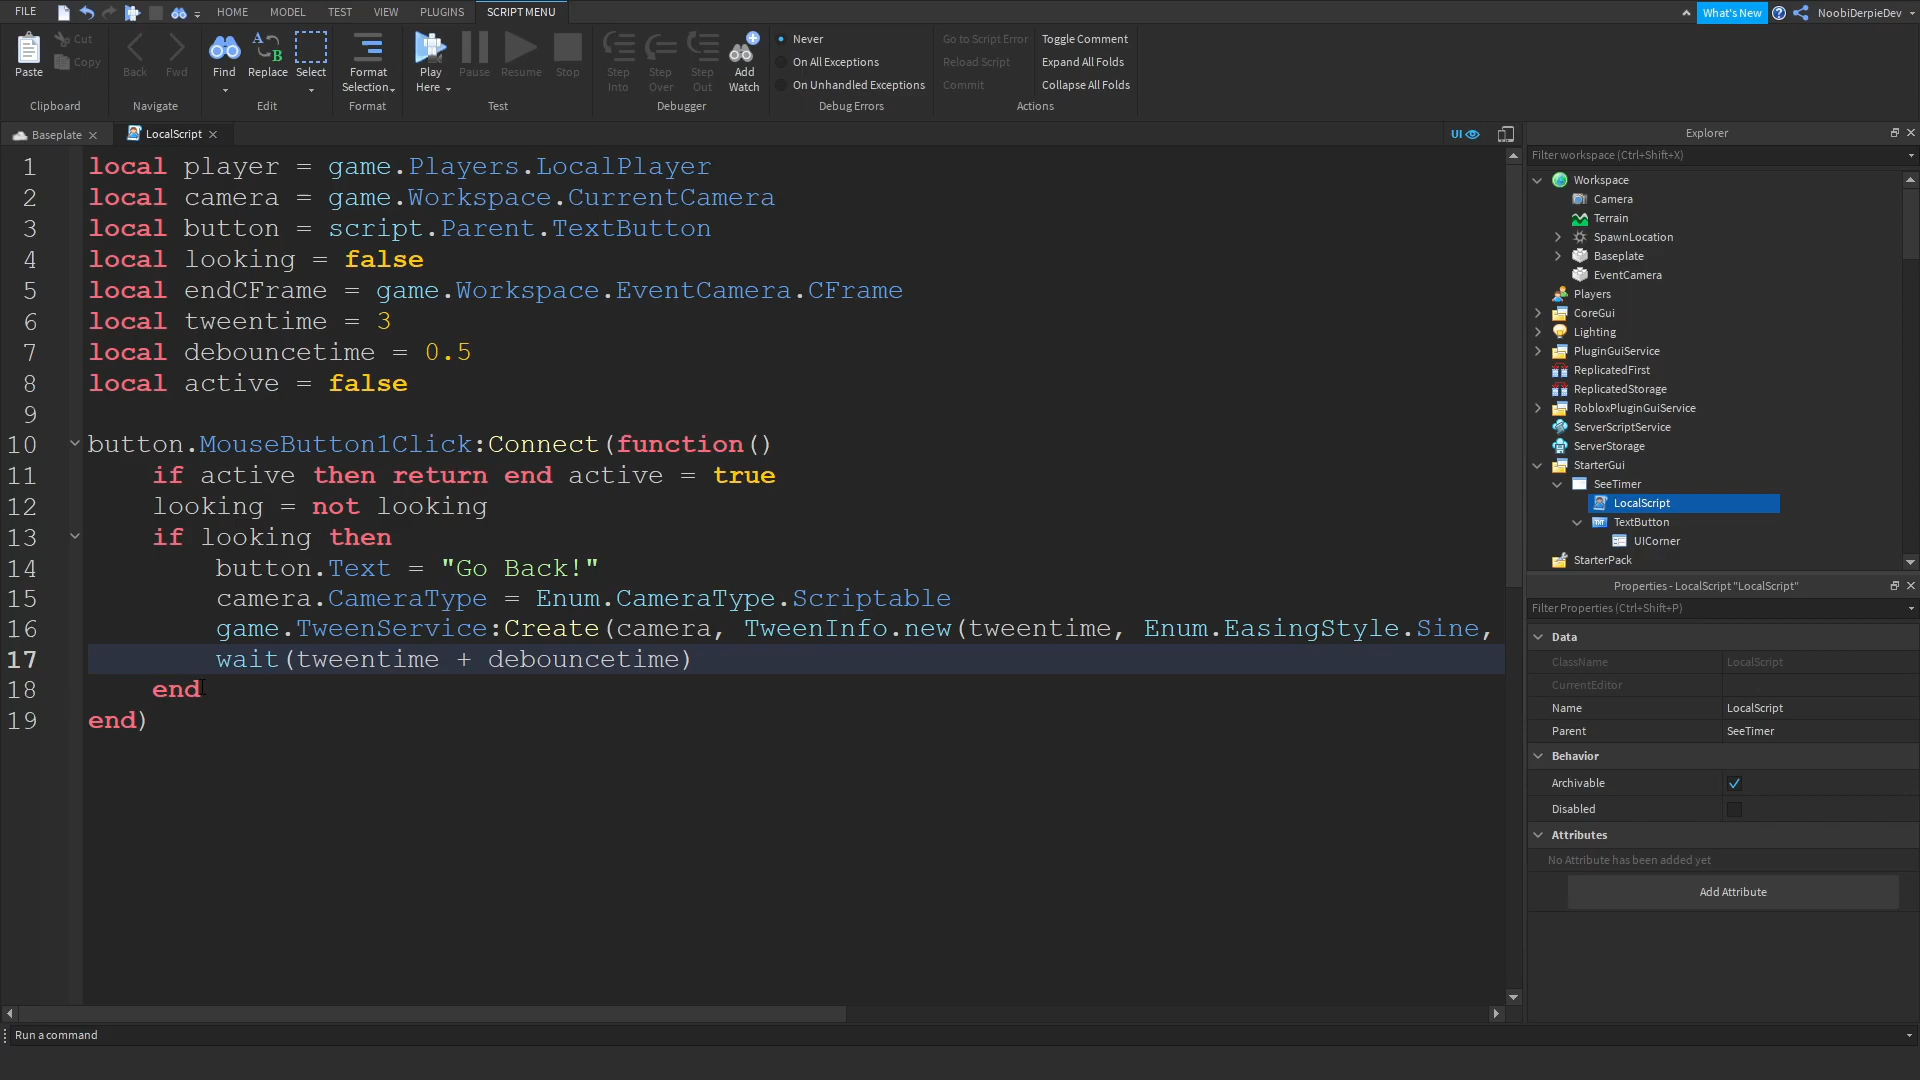 FILE HOME MODEL TEST VIEW PLUGINS SCRIPT MENU What's New NoobiDerpieDev
Paste Cut Copy
Clipboard
Back Fwd
Navigate
Find Replace Select
Edit
Format Selection
Format
Play Here Pause Resume Stop
Test
Step Into Step Over Step Out Add Watch
Debugger
Never
On All Exceptions
On Unhandled Exceptions
Debug Errors
Go to Script Error Toggle Comment
Reload Script Expand All Folds
Commit Collapse All Folds
Actions
Baseplate LocalScript UI
1 local player = game.Players.LocalPlayer
2 local camera = game.Workspace.CurrentCamera
3 local button = script.Parent.TextButton
4 local looking = false
5 local endCFrame = game.Workspace.EventCamera.CFrame
6 local tweentime = 3
7 local debouncetime = 0.5
8 local active = false
9
10 button.MouseButton1Click:Connect(function()
11 if active then return end active = true
12 looking = not looking
13 if looking then
14 button.Text = "Go Back!"
15 camera.CameraType = Enum.CameraType.Scriptable
16 game.TweenService:Create(camera, TweenInfo.new(tweentime, Enum.EasingStyle.Sine,
17 wait(tweentime + debouncetime)
18 end
19 end)
Explorer
Filter workspace (Ctrl+Shift+X)
Workspace
Camera
Terrain
SpawnLocation
Baseplate
EventCamera
Players
CoreGui
Lighting
PluginGuiService
ReplicatedFirst
ReplicatedStorage
RobloxPluginGuiService
ServerScriptService
ServerStorage
StarterGui
SeeTimer
LocalScript
TXT TextButton
UICorner
StarterPack
Properties - LocalScript "LocalScript"
Filter Properties (Ctrl+Shift+P)
Data
ClassName LocalScript
CurrentEditor
Name LocalScript
Parent SeeTimer
Behavior
Archivable
Disabled
Attributes
No Attribute has been added yet
Add Attribute
Run a command